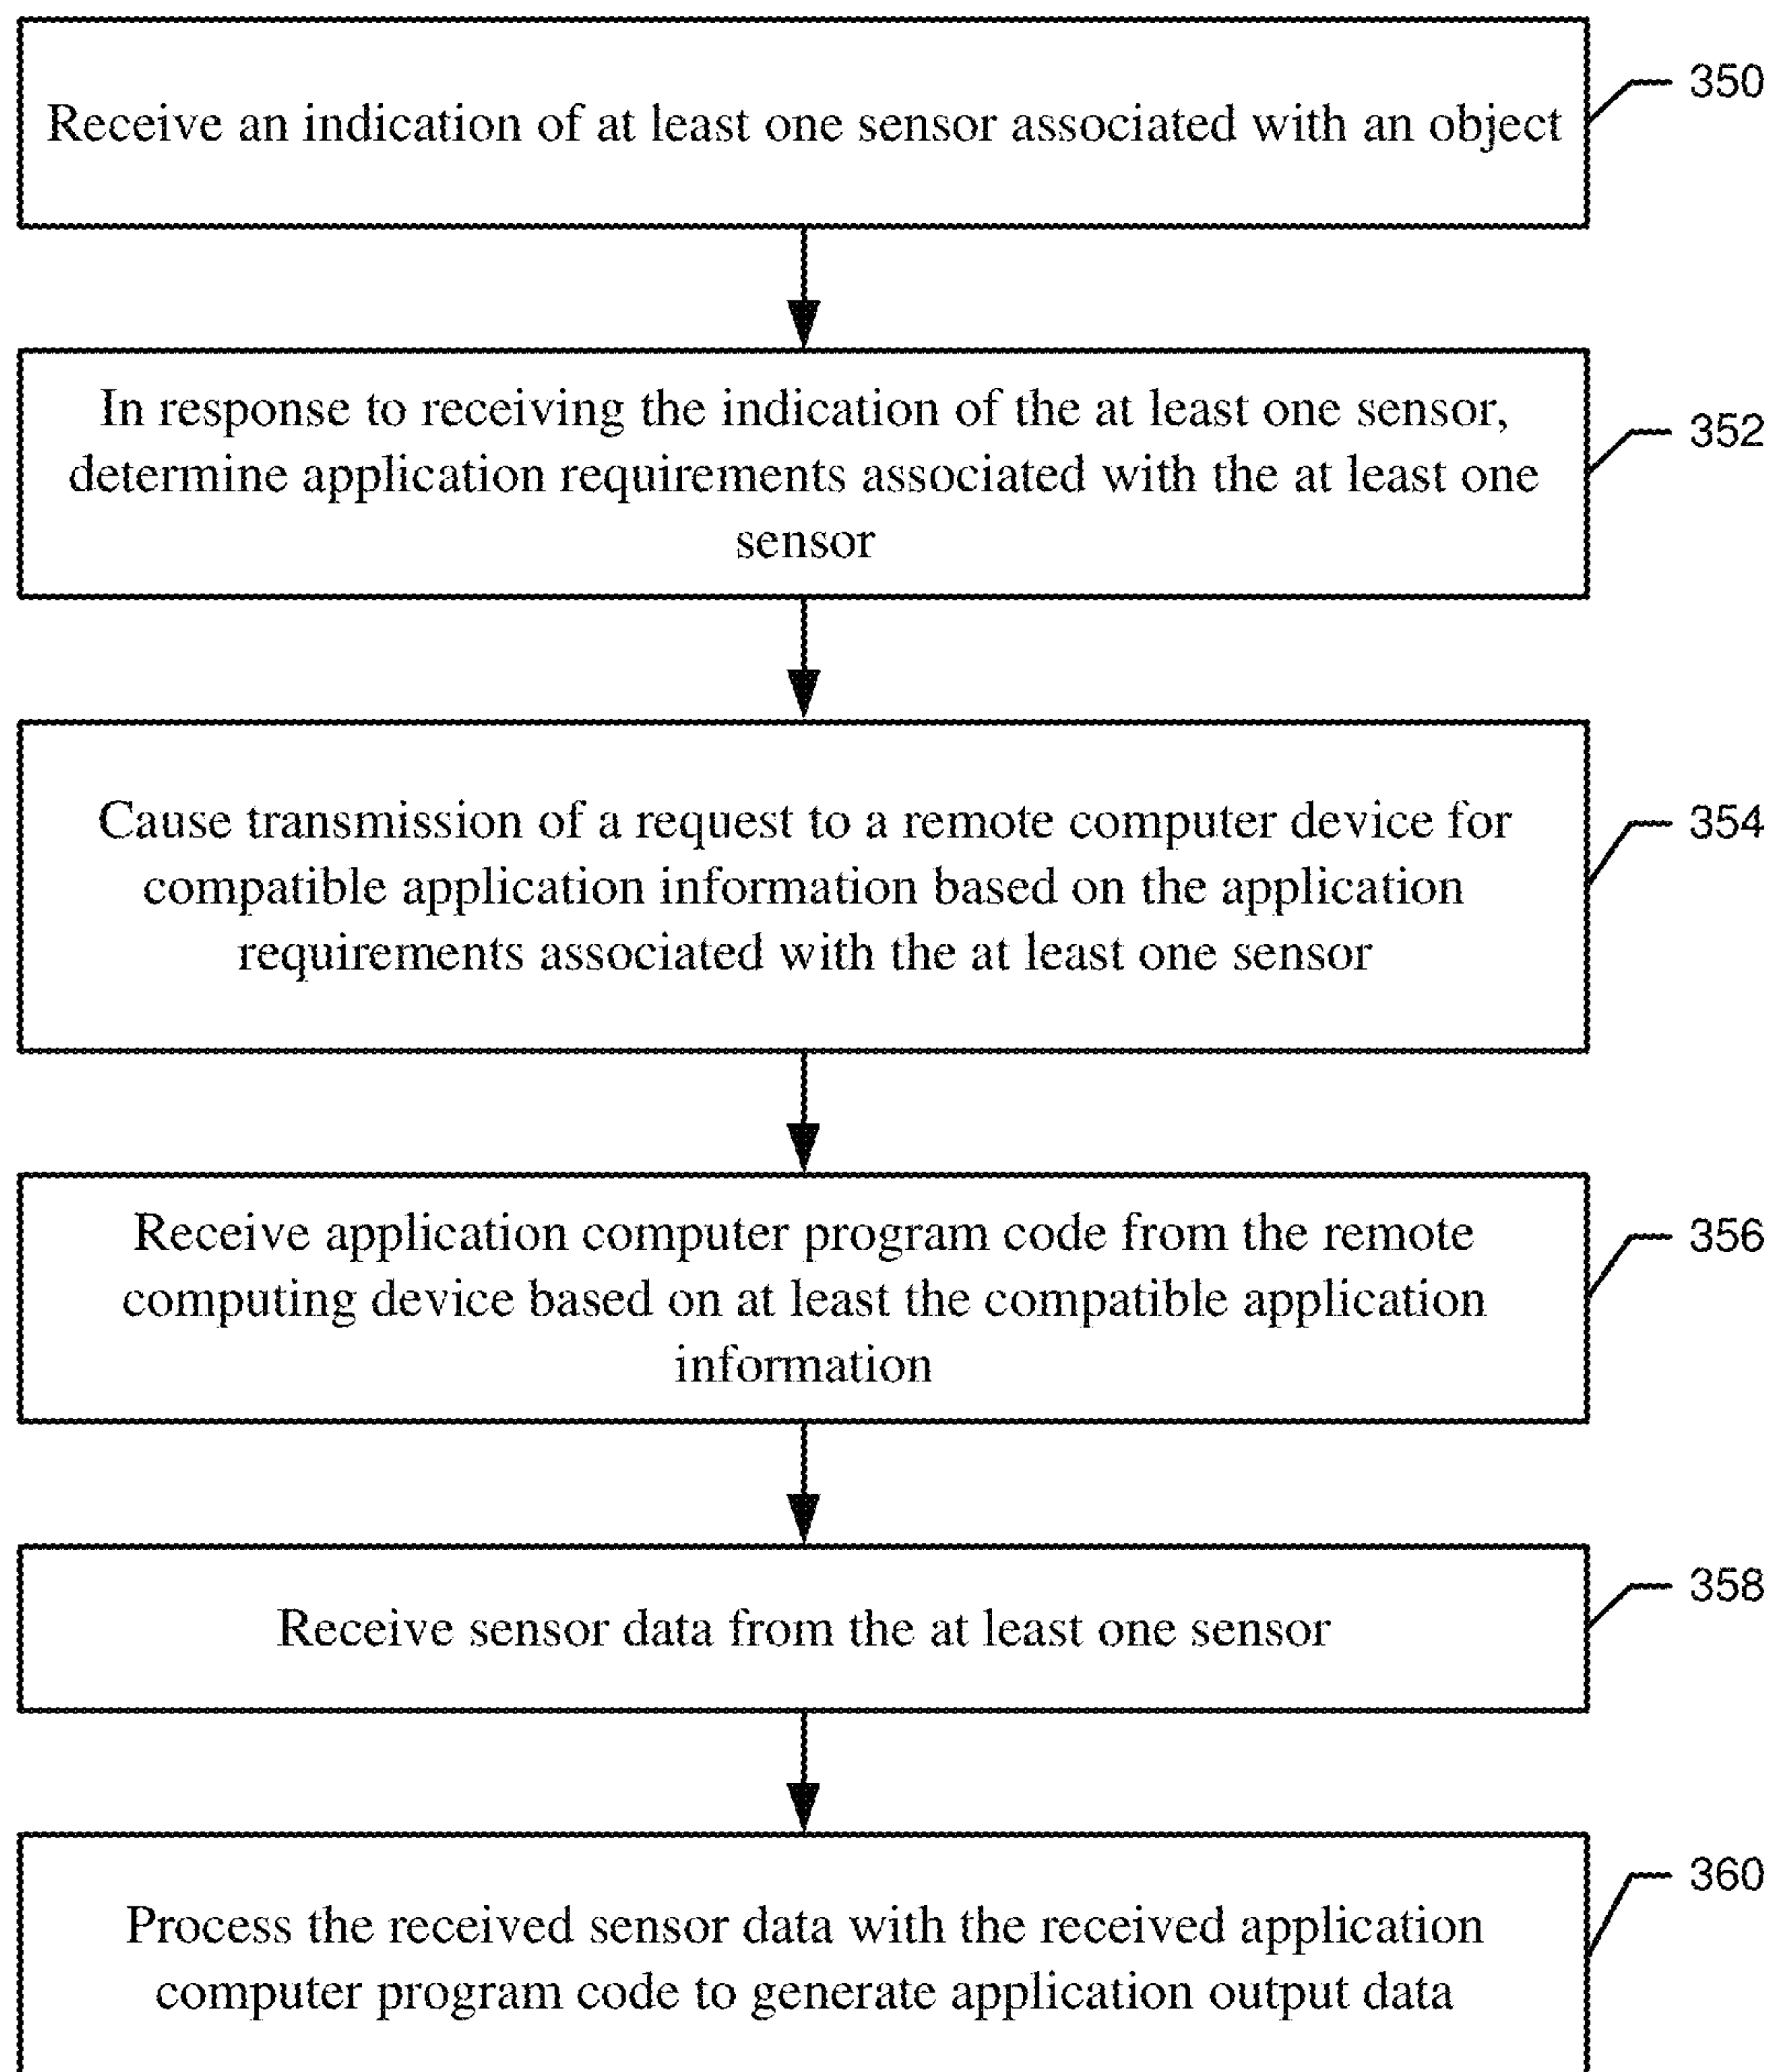 Receive an indication of at least one sensor associated with an object
350
In response to receiving the indication of the at least one sensor,
determine application requirements associated with the at least one
sensor
352
Cause transmission of a request to a remote computer device for
compatible application information based on the application
requirements associated with the at least one sensor
354
Receive application computer program code from the remote
computing device based on at least the compatible application
information
356
Receive sensor data from the at least one sensor
358
Process the received sensor data with the received application
computer program code to generate application output data
360